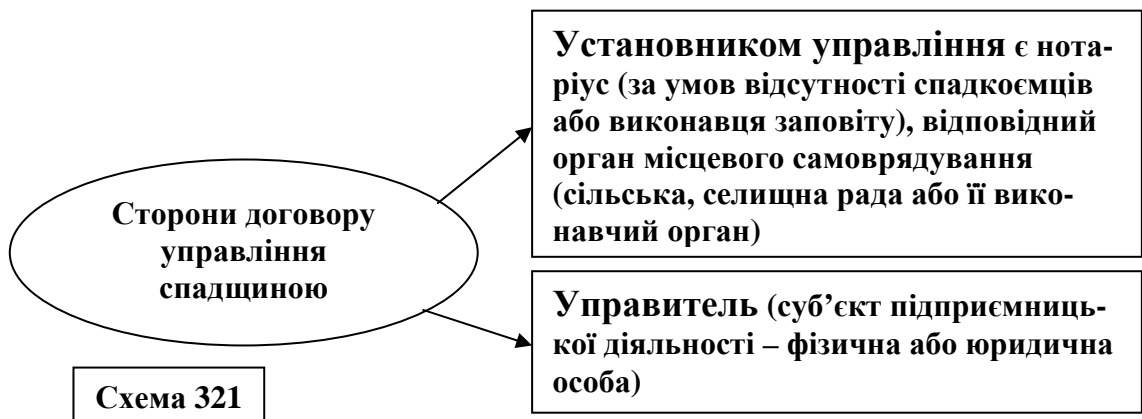 Установником управління є нота-
ріус (за умов відсутності спадкоємців
або виконавця заповіту), відповідний
орган місцевого самоврядування
(сільська, селищна рада або її вико-
навчий орган)
Сторони договору
управління
спадщиною
Управитель (суб’єкт підприємниць-
кої діяльності – фізична або юридична
особа)
Схема 321